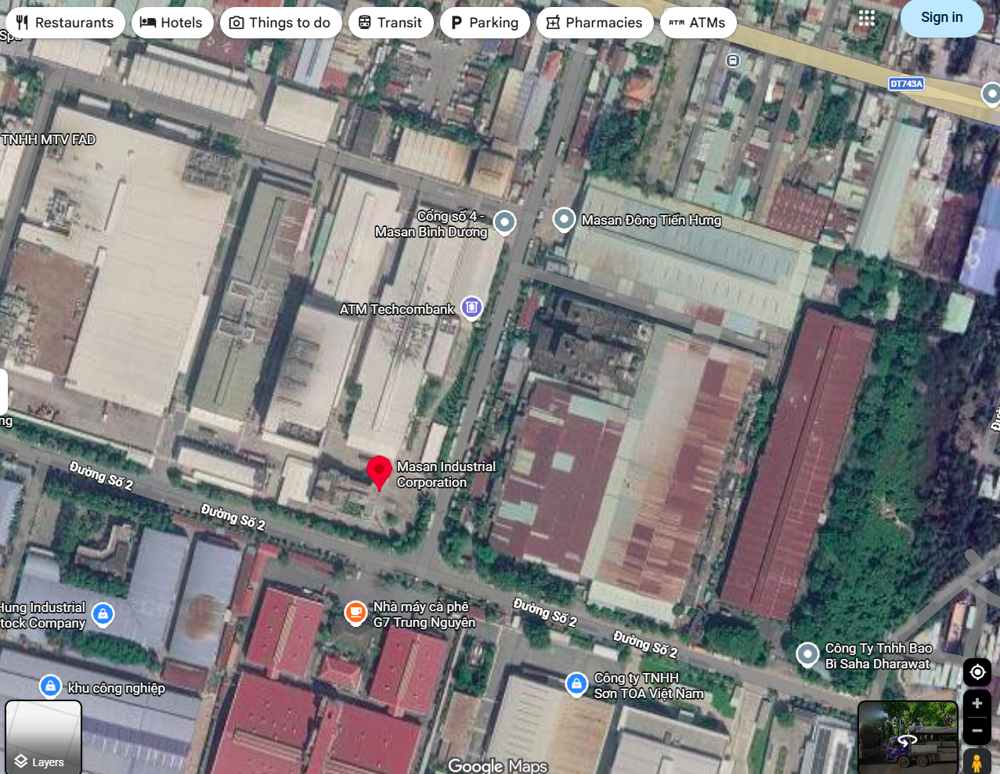 Restaurants
Hotels
Things to do
Transit
P Parking
Pharmacies
ATM ATMs
Sign in
Spa
DT743A
TNHH MTV FAD
Cổng số 4 -
Masan Bình Dương
Masan Đông Tiến Hưng
ATM Techcombank
ng
Masan Industrial
Corporation
Đường Số 2
Đường Số 2
Hung Industrial
tock Company
Nhà máy cà phê
G7 Trung Nguyên
Đường Số 2
Đường Số 2
Công Ty Tnhh Bao
Bì Saha Dharawat
khu công nghiệp
Công ty TNHH
Sơn TOA Việt Nam
Layers
Google Maps